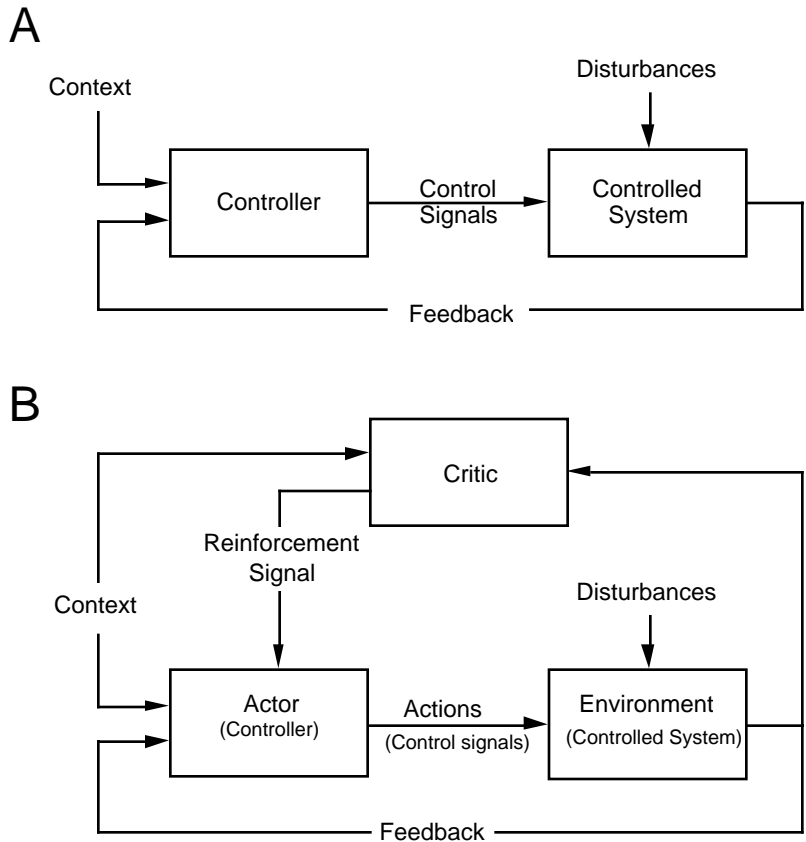 A
Context
Disturbances
Controller
Control
Signals
Controlled
System
Feedback
B
Critic
Reinforcement
Signal
Context
Disturbances
Actor
(Controller)
Actions
(Control signals)
Environment
(Controlled System)
Feedback